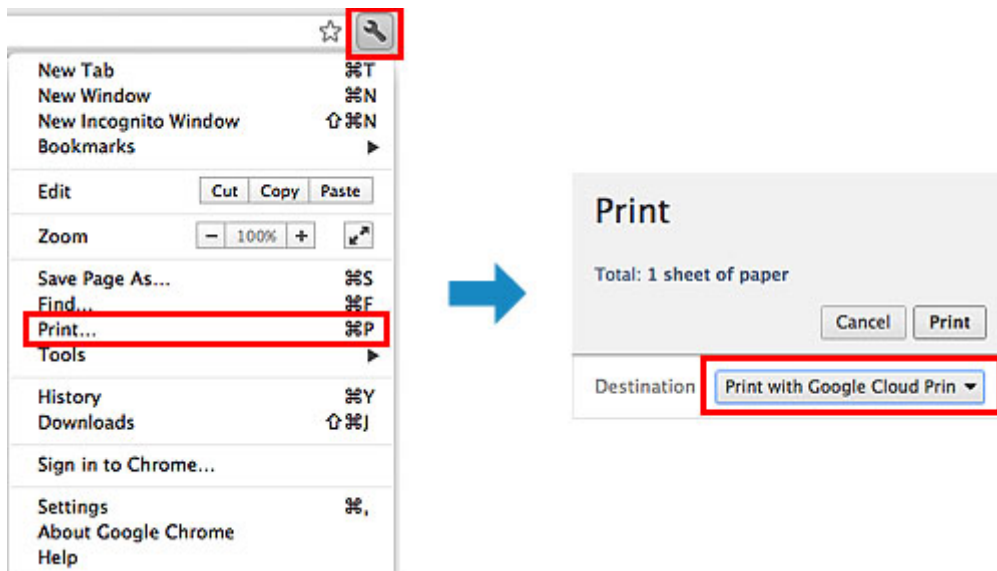 New Tab ⌘T
New Window ⌘N
New Incognito Window ⇧⌘N
Bookmarks ▶
Edit Cut Copy Paste
Zoom − 100% +
Save Page As... ⌘S
Find... ⌘F
Print... ⌘P
Tools ▶
History ⌘Y
Downloads ⇧⌘J
Sign in to Chrome...
Settings ⌘,
About Google Chrome
Help
Print
Total: 1 sheet of paper
Cancel Print
Destination Print with Google Cloud Prin